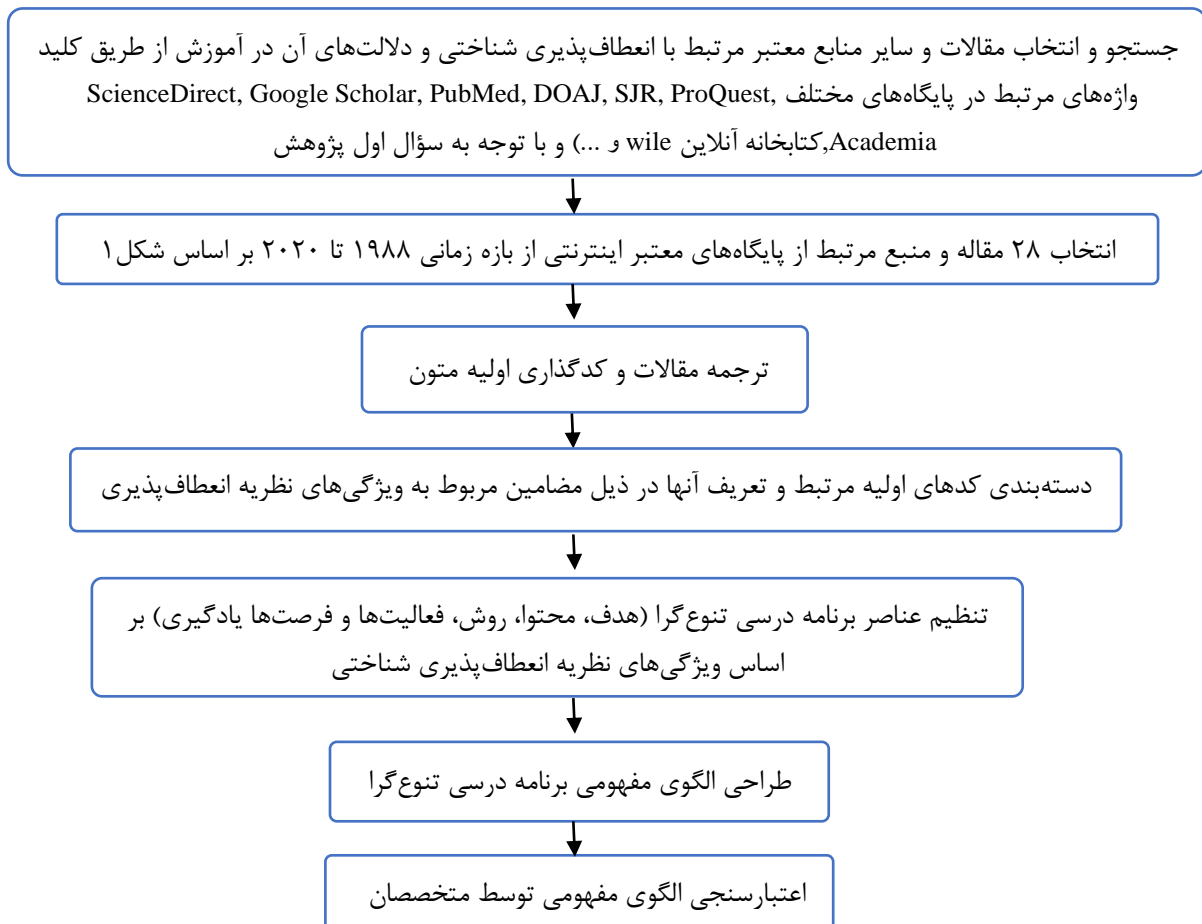 جستجو و انتخاب مقالات و سایر منابع معتبر مرتبط با انعطاف‌پذیری شناختی و دلالت‌های آن در آموزش از طریق کلید
واژه‌های مرتبط در پایگاه‌های مختلف ScienceDirect, Google Scholar, PubMed, DOAJ, SJR, ProQuest,
Academia,کتابخانه آنلاین wile و ...) و با توجه به سؤال اول پژوهش
انتخاب ۲۸ مقاله و منبع مرتبط از پایگاه‌های معتبر اینترنتی از بازه زمانی ۱۹۸۸ تا ۲۰۲۰ بر اساس شکل۱
ترجمه مقالات و کدگذاری اولیه متون
دسته‌بندی کدهای اولیه مرتبط و تعریف آنها در ذیل مضامین مربوط به ویژگی‌های نظریه انعطاف‌پذیری
تنظیم عناصر برنامه درسی تنوع‌گرا (هدف، محتوا، روش، فعالیت‌ها و فرصت‌ها یادگیری) بر
اساس ویژگی‌های نظریه انعطاف‌پذیری شناختی
طراحی الگوی مفهومی برنامه درسی تنوع‌گرا
اعتبارسنجی الگوی مفهومی توسط متخصصان